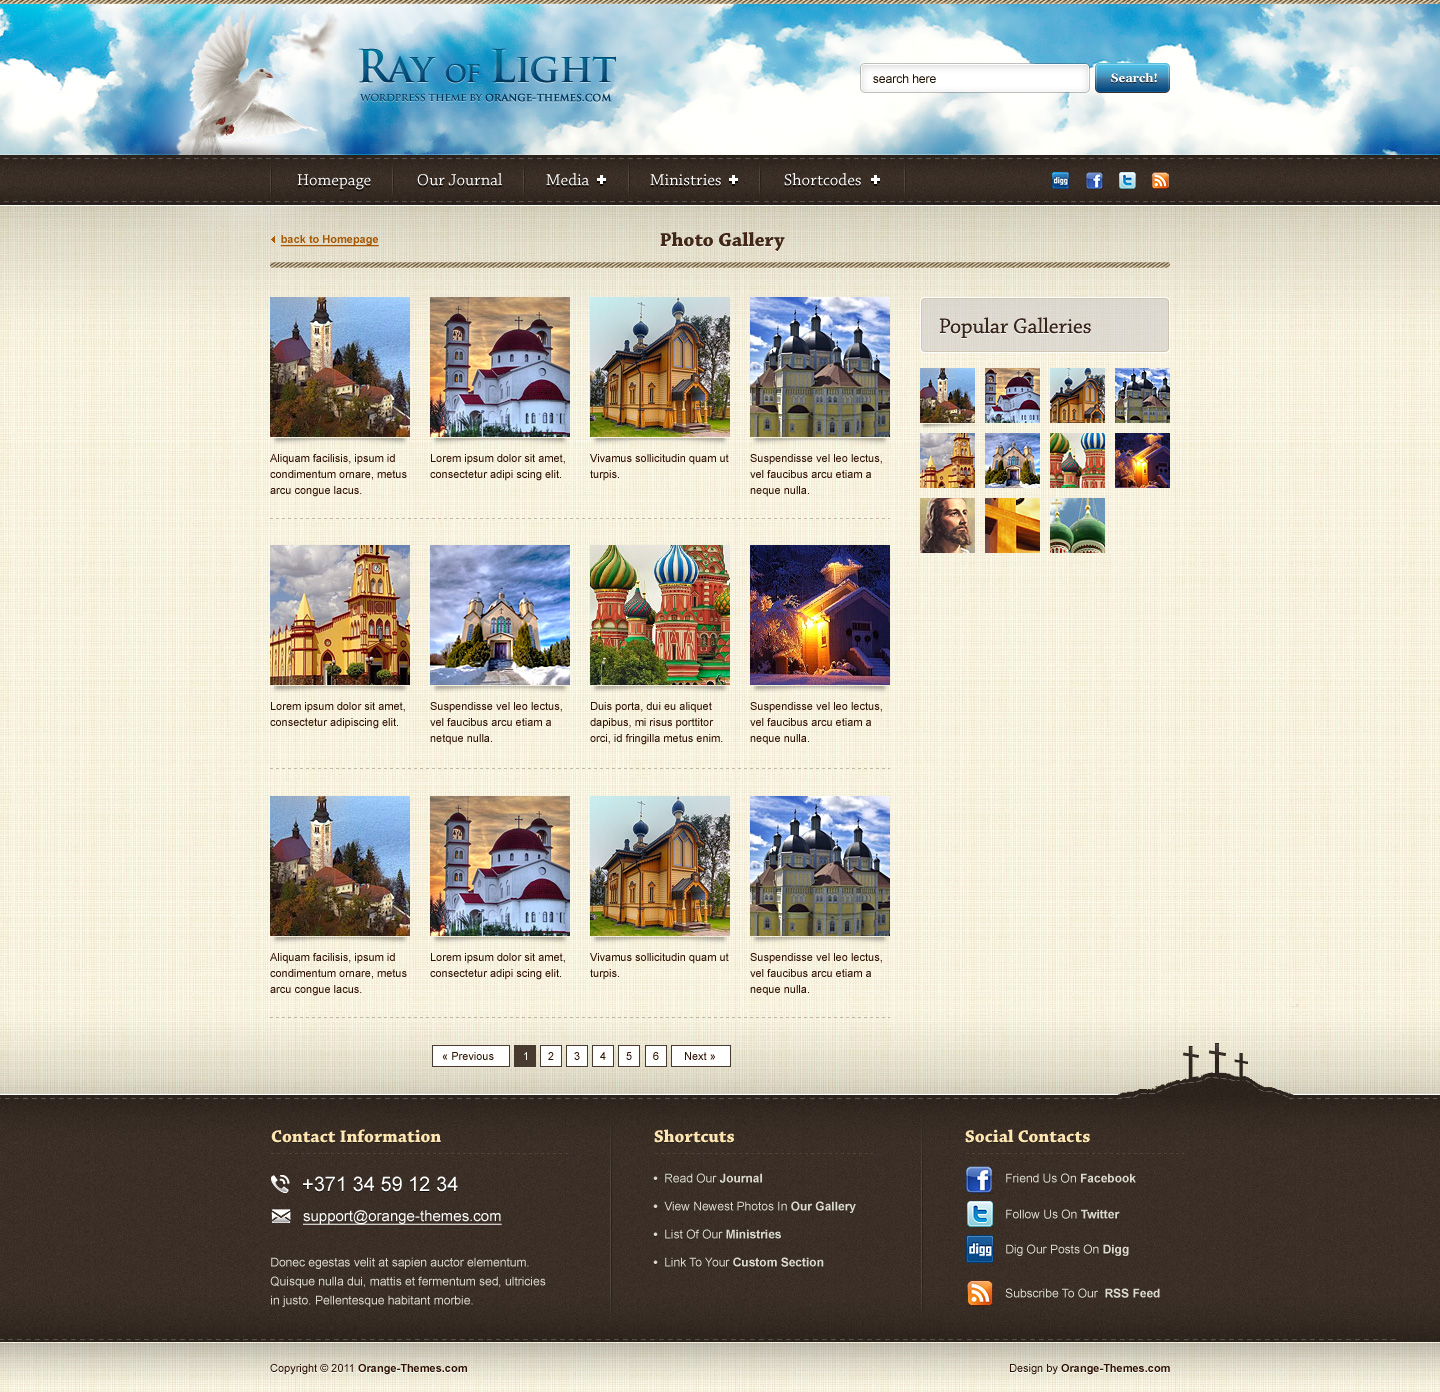 RAY OF LIGHT
WORDPRESS THEME BY ORANGE-THEMES.COM
search here
Search!
Homepage
Our Journal
Media +
Ministries +
Shortcodes +
digg
back to Homepage
Photo Gallery
Popular Galleries
Aliquam facilisis, ipsum id
condimentum ornare, metus
arcu congue lacus.
Lorem ipsum dolor sit amet,
consectetur adipi scing elit.
Vivamus sollicitudin quam ut
turpis.
Suspendisse vel leo lectus,
vel faucibus arcu etiam a
neque nulla.
Lorem ipsum dolor sit amet,
consectetur adipiscing elit.
Suspendisse vel leo lectus,
vel faucibus arcu etiam a
netque nulla.
Duis porta, dui eu aliquet
dapibus, mi risus porttitor
orci, id fringilla metus enim.
Suspendisse vel leo lectus,
vel faucibus arcu etiam a
neque nulla.
Aliquam facilisis, ipsum id
condimentum ornare, metus
arcu congue lacus.
Lorem ipsum dolor sit amet,
consectetur adipi scing elit.
Vivamus sollicitudin quam ut
turpis.
Suspendisse vel leo lectus,
vel faucibus arcu etiam a
neque nulla.
« Previous 1 2 3 4 5 6 Next »
Contact Information
+371 34 59 12 34
support@orange-themes.com
Donec egestas velit at sapien auctor elementum.
Quisque nulla dui, mattis et fermentum sed, ultricies
in justo. Pellentesque habitant morbie.
Shortcuts
• Read Our Journal
• View Newest Photos In Our Gallery
• List Of Our Ministries
• Link To Your Custom Section
Social Contacts
Friend Us On Facebook
Follow Us On Twitter
digg Dig Our Posts On Digg
Subscribe To Our RSS Feed
Copyright © 2011 Orange-Themes.com
Design by Orange-Themes.com